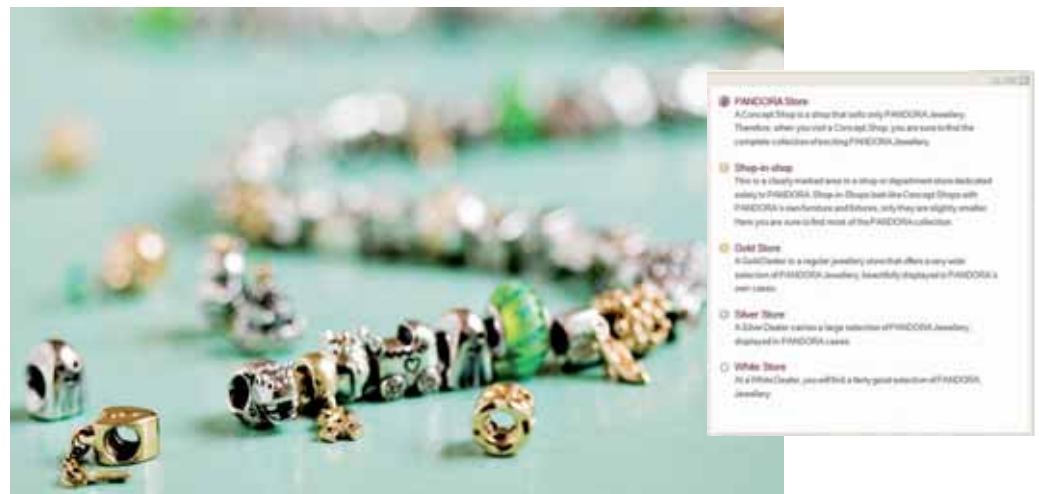 PANDORA Store
A Concept Shop is a shop that sells only PANDORA Jewellery.
Therefore, when you visit a Concept Shop, you are sure to find the
complete collection of exciting PANDORA Jewellery.
Shop-in-shop
This is a clearly marked area in a shop or department store dedicated
solely to PANDORA. Shop-in-Shops look like Concept Shops with
PANDORA's own furniture and fixtures, only they are slightly smaller.
Here you are sure to find most of the PANDORA collection.
Gold Store
A Gold Dealer is a regular jewellery store that offers a very wide
selection of PANDORA Jewellery, beautifully displayed in PANDORA's
own cases.
Silver Store
A Silver Dealer carries a large selection of PANDORA Jewellery,
displayed in PANDORA cases.
White Store
At a White Dealer, you will find a fairly good selection of PANDORA
Jewellery.